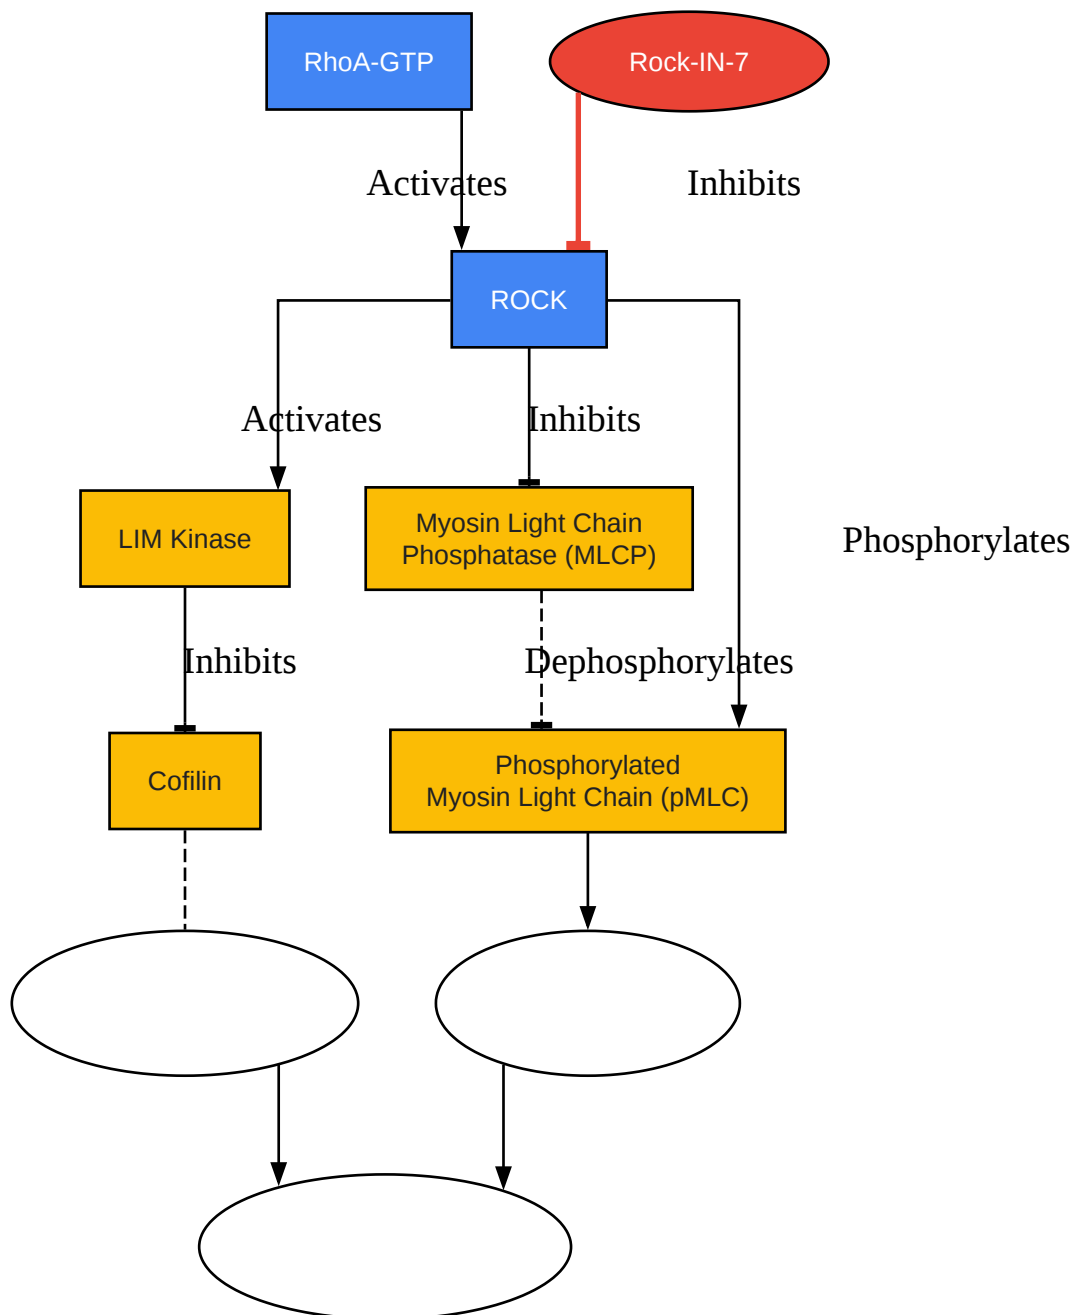 RhoA-GTP
Rock-IN-7
Activates
Inhibits
ROCK
Activates
Inhibits
LIM Kinase
Myosin Light Chain
Phosphatase (MLCP)
Phosphorylates
Inhibits
Dephosphorylates
Cofilin
Phosphorylated
Myosin Light Chain (pMLC)